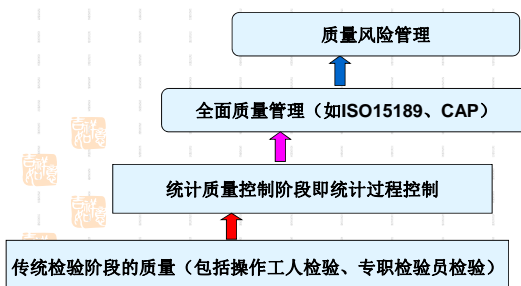 质量风险管理
全面质量管理（如ISO15189、CAP）
统计质量控制阶段即统计过程控制
传统检验阶段的质量（包括操作工人检验、专职检验员检验）